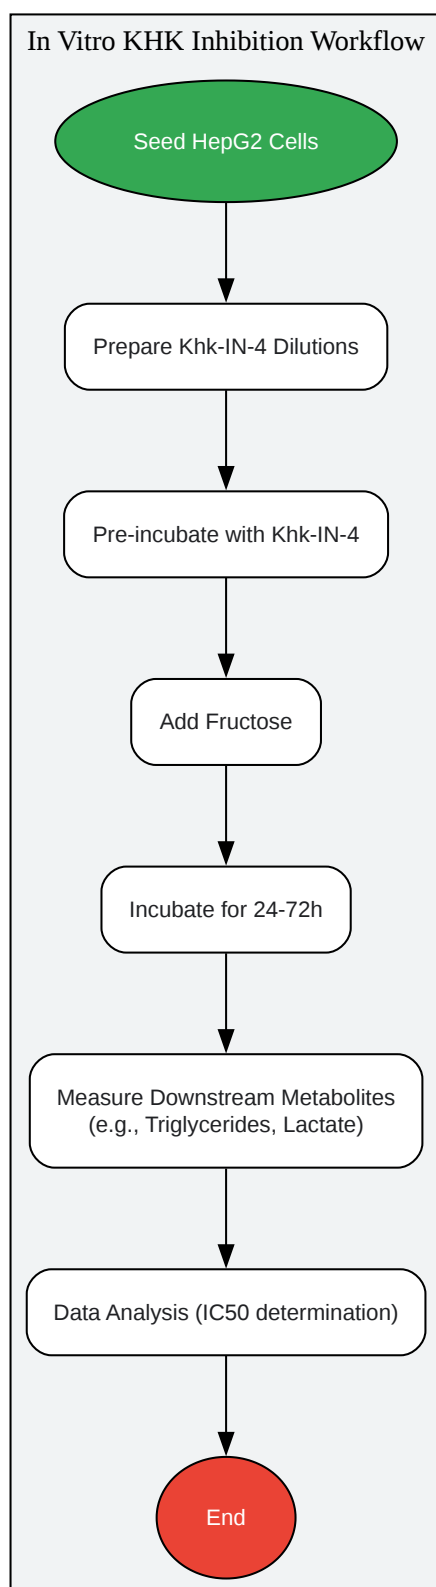 In Vitro KHK Inhibition Workflow
Seed HepG2 Cells
Prepare Khk-IN-4 Dilutions
Pre-incubate with Khk-IN-4
Add Fructose
Incubate for 24-72h
Measure Downstream Metabolites
(e.g., Triglycerides, Lactate)
Data Analysis (IC50 determination)
End